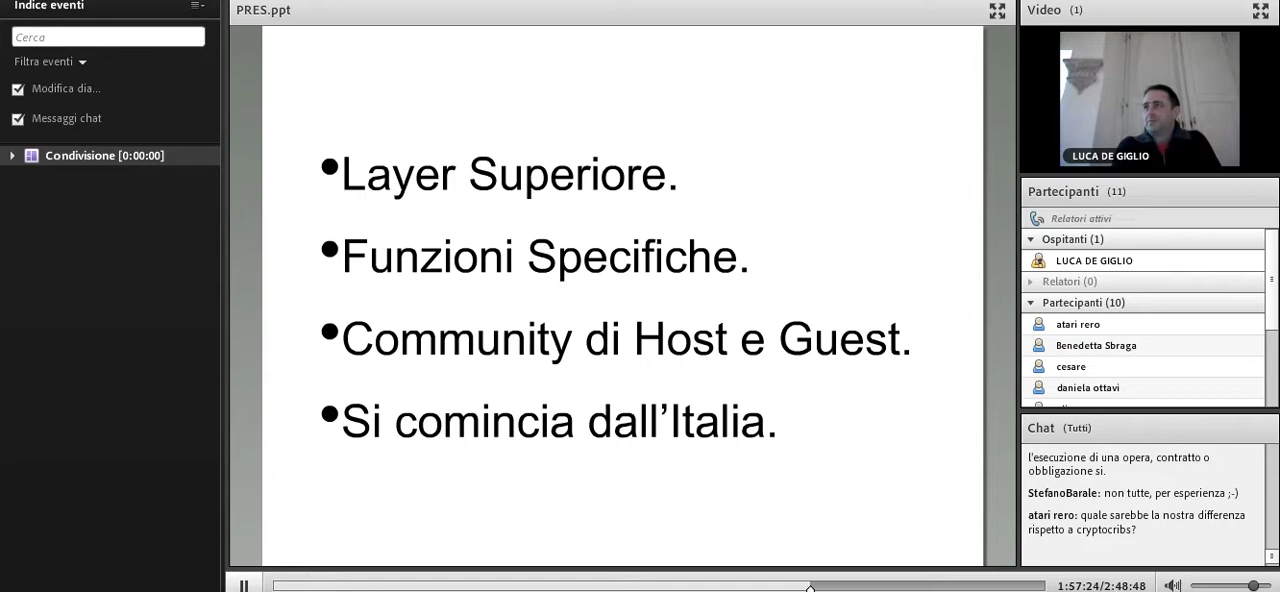 Indice eventi
Cerca
Filtra eventi
Modifica dia...
Messaggi chat
Condivisione [0:00:00]
PRES.ppt
•Layer Superiore.
•Funzioni Specifiche.
•Community di Host e Guest.
•Si comincia dall’Italia.
1:57:24/2:48:48
Video (1)
LUCA DE GIGLIO
Partecipanti (11)
Relatori attivi
Ospitanti (1)
LUCA DE GIGLIO
Relatori (0)
Partecipanti (10)
atari rero
Benedetta Sbraga
cesare
daniela ottavi
Chat (Tutti)
l'esecuzione di una opera, contratto o
obbligazione si.
StefanoBarale: non tutte, per esperienza ;-)
atari rero: quale sarebbe la nostra differenza
rispetto a cryptocribs?